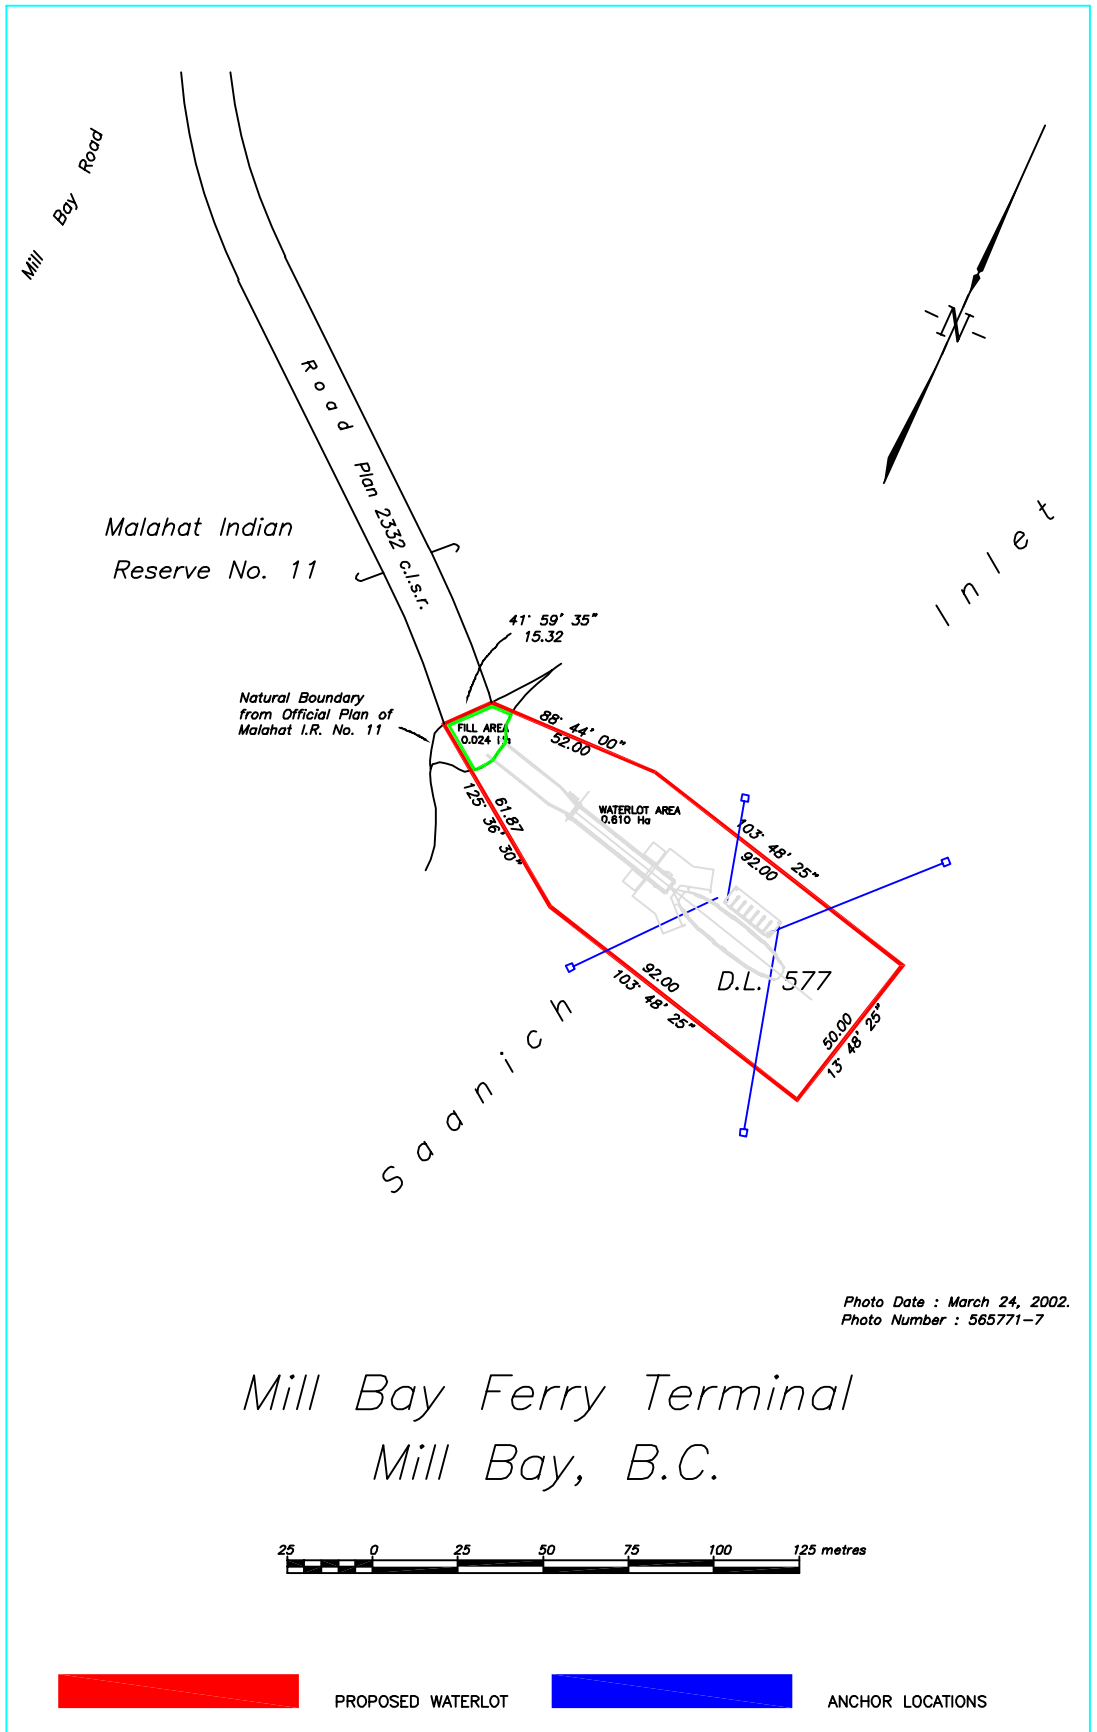 Mill Bay Road
-N-
Road Plan 2332 c.l.s.r.
Malahat Indian
Reserve No. 11
Inlet
41° 59' 35"
15.32
Natural Boundary
from Official Plan of
Malahat I.R. No. 11
FILL AREA
0.024
88° 44' 00"
52.00
61.87
125° 36' 30"
WATERLOT AREA
0.610 Ha
103° 48' 25"
92.00
D.L. 577
92.00
103° 48' 25"
50.00
13° 48' 25"
Saanich
Photo Date : March 24, 2002.
Photo Number : 565771-7
Mill Bay Ferry Terminal
Mill Bay, B.C.
25 0 25 50 75 100 125 metres
PROPOSED WATERLOT
ANCHOR LOCATIONS